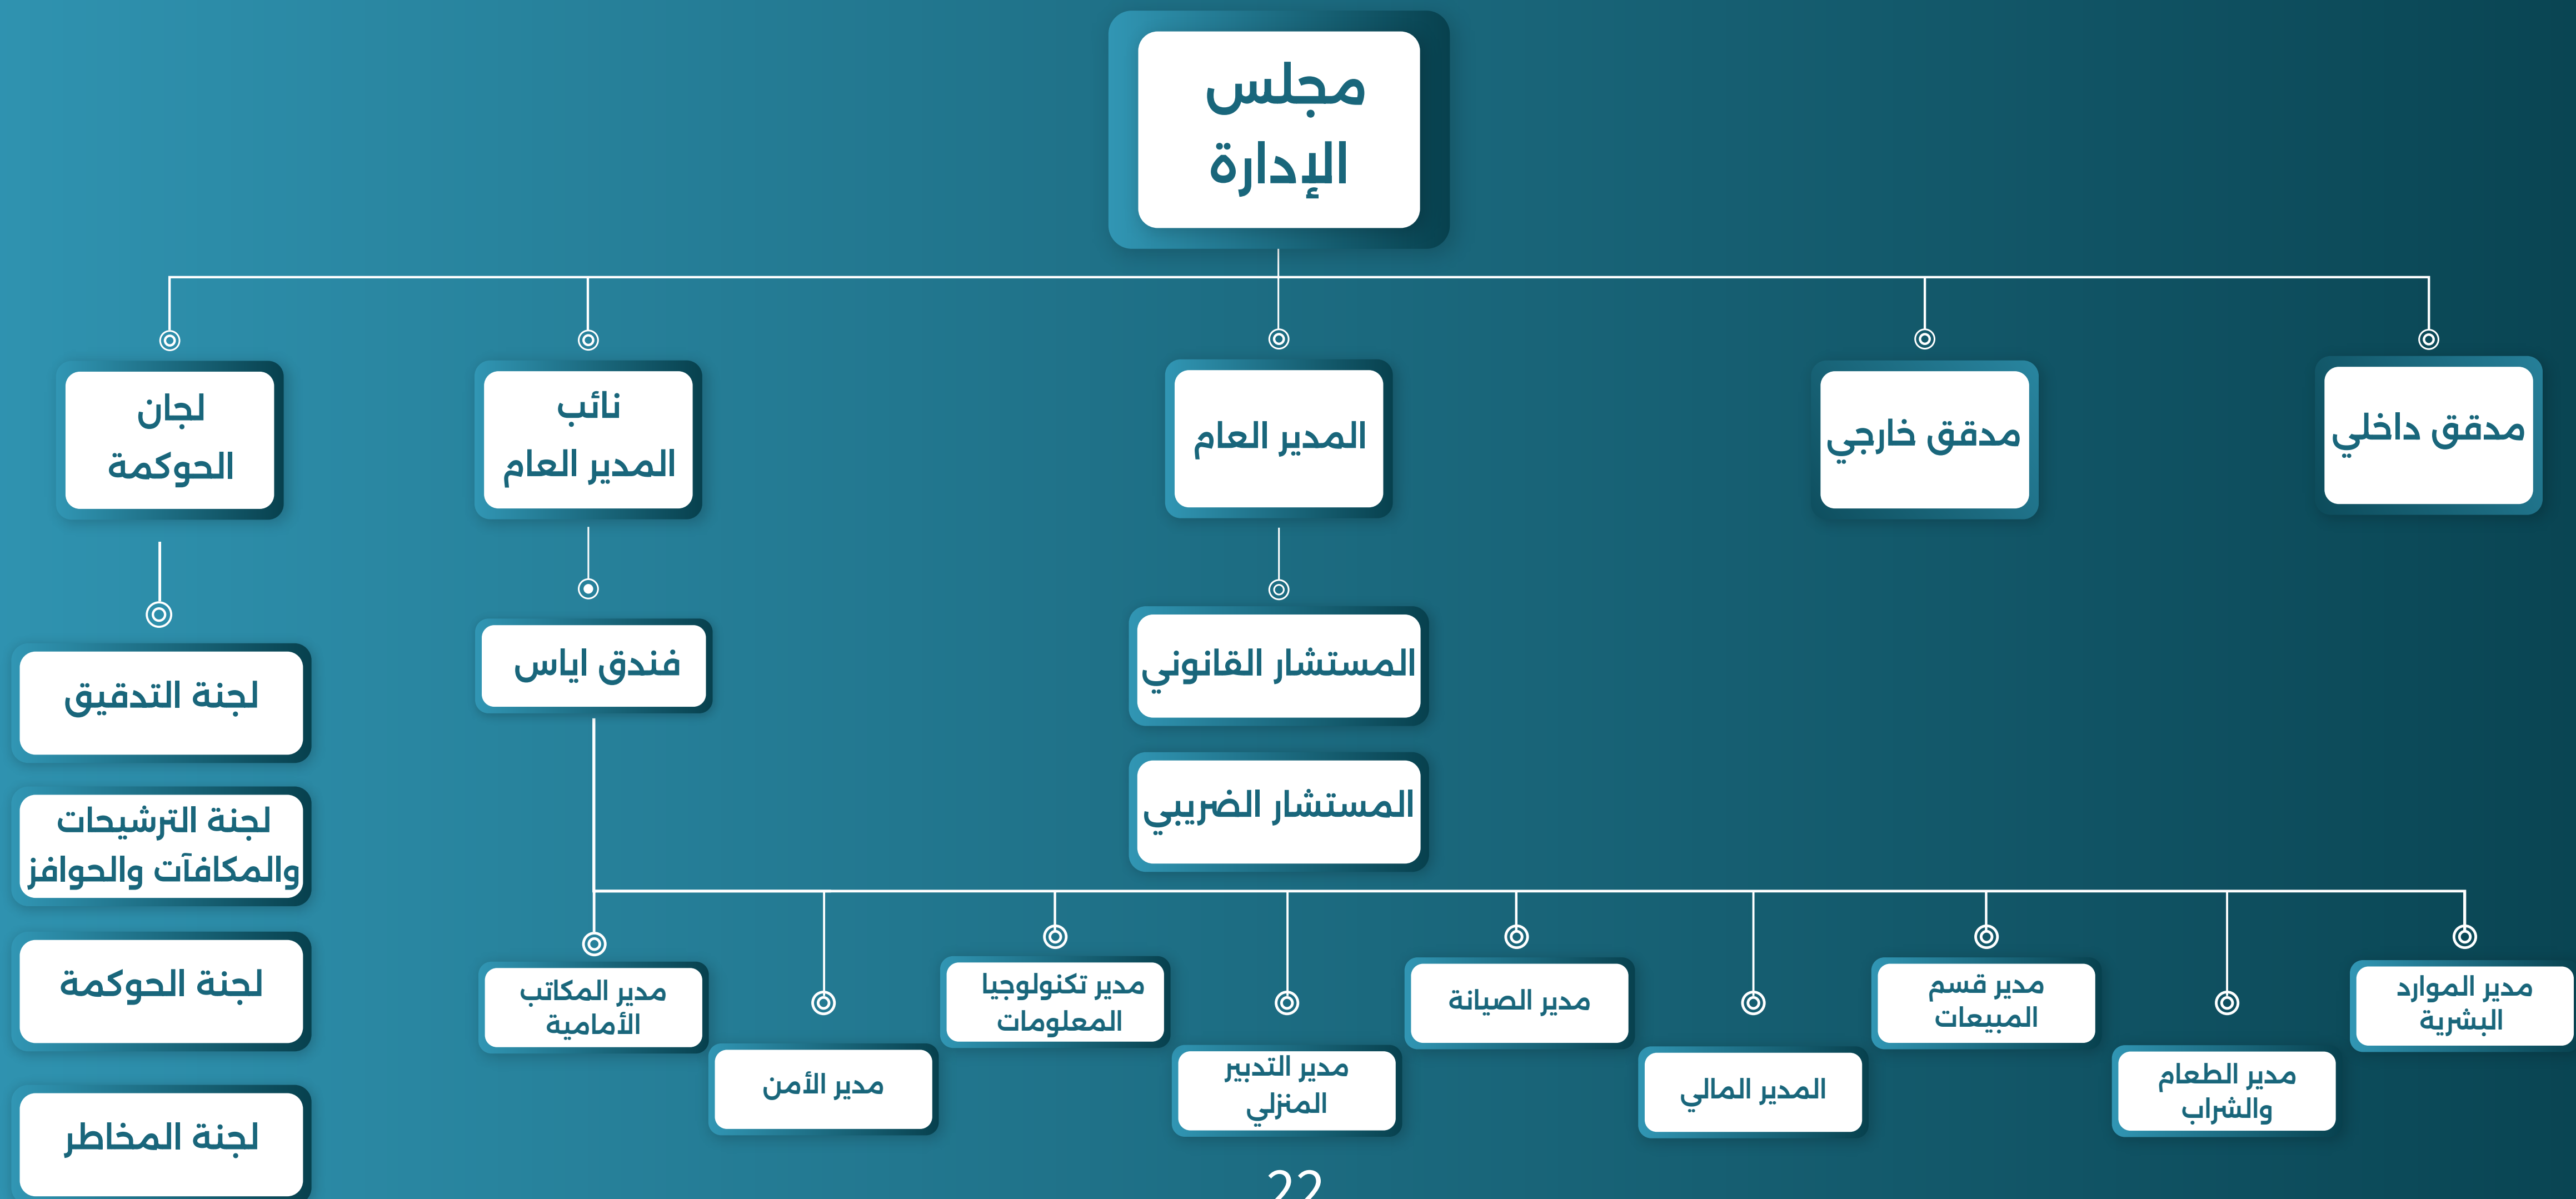 مجلس
الإدارة
مدقق داخلي
مدقق خارجي
المدير العام
نائب
المدير العام
لجان
الحوكمة
المستشار القانوني
المستشار الضريبي
فندق اياس
لجنة التدقيق
لجنة الترشيحات
والمكافآت والحوافز
لجنة الحوكمة
لجنة المخاطر
مدير الموارد
البشرية
مدير الطعام
والشراب
مدير قسم
المبيعات
المدير المالي
مدير الصيانة
مدير التدبير
المنزلي
مدير تكنولوجيا
المعلومات
مدير الأمن
مدير المكاتب
الأمامية
22